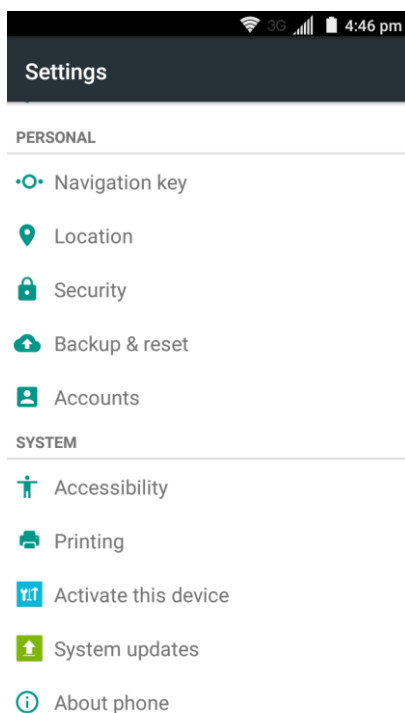 3G 4:46 pm
Settings
PERSONAL
Navigation key
Location
Security
Backup & reset
Accounts
SYSTEM
Accessibility
Printing
Activate this device
System updates
About phone